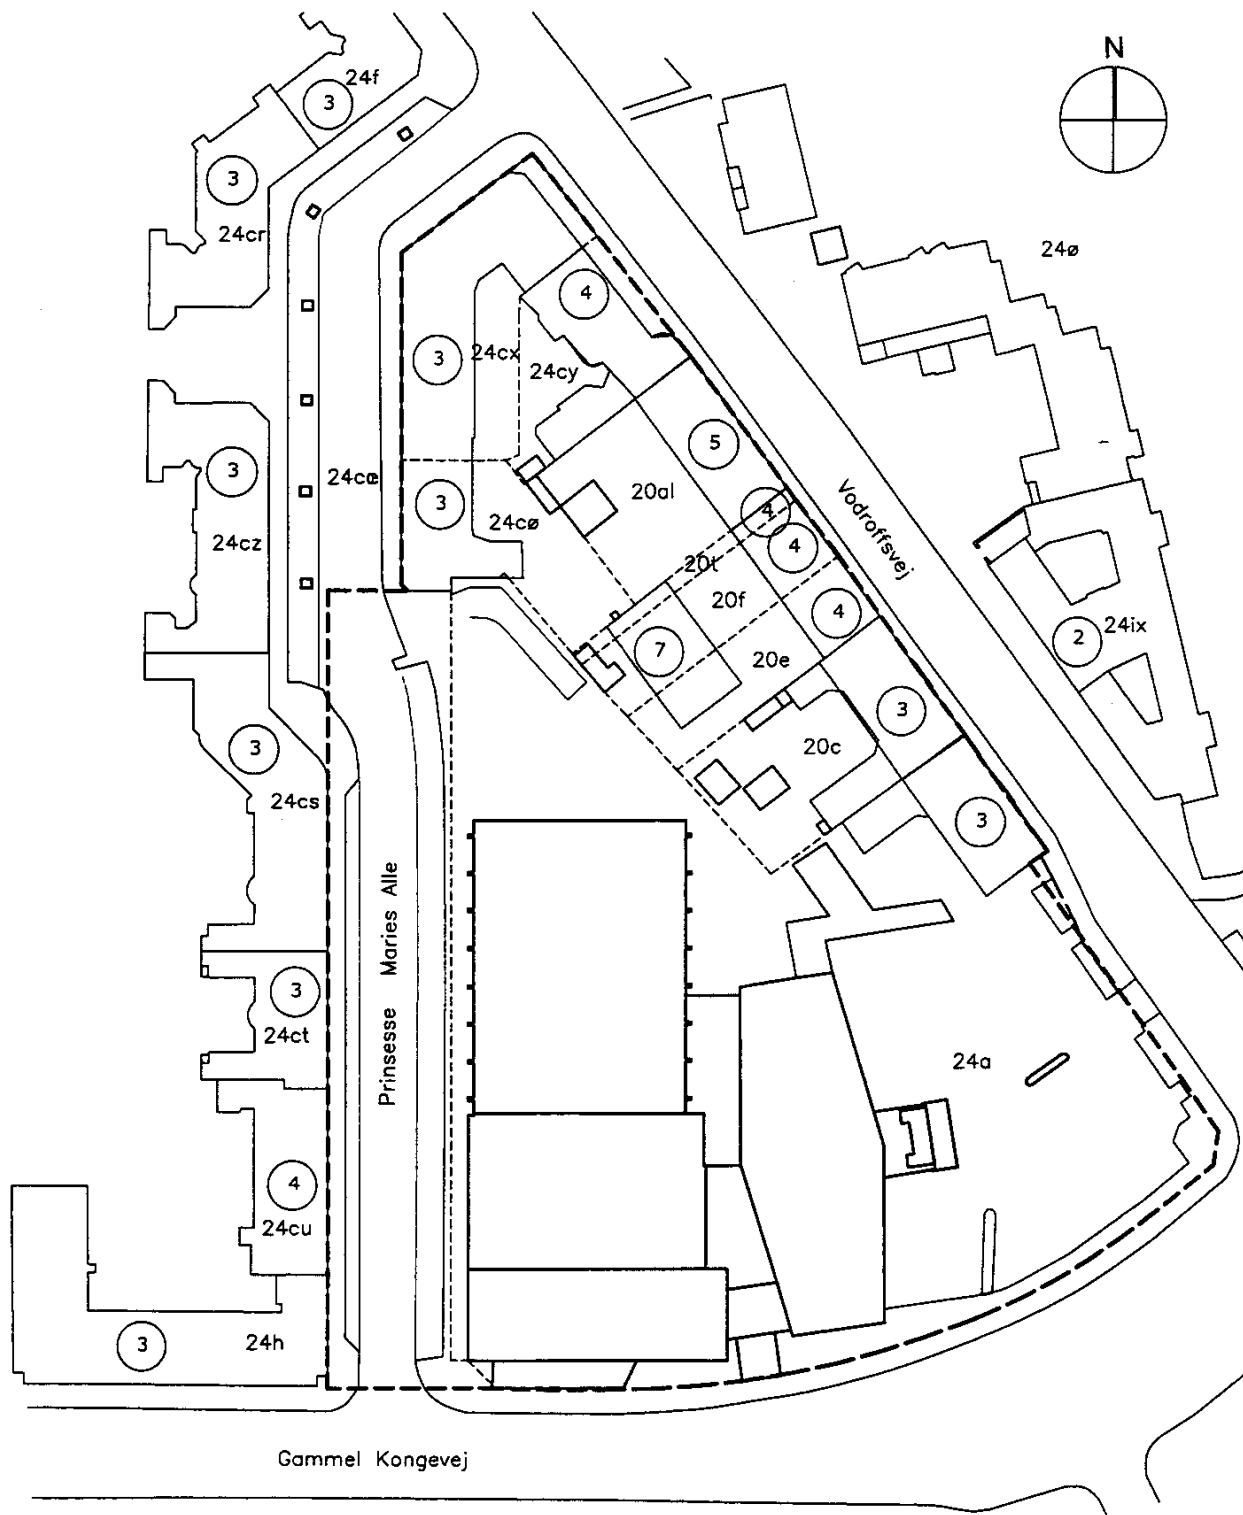 N
24f
3
3
24cr
24ø
4
3
24cx
24cy
5
3
3
24cz
24cœ
20al
4
3
24cø
Vodroffsvej
4
20t
20f
4
2
24ix
7
20e
3
3
20c
24cs
3
Prinsesse Maries Alle
3
24ct
24a
4
24cu
3
24h
Gammel Kongevej